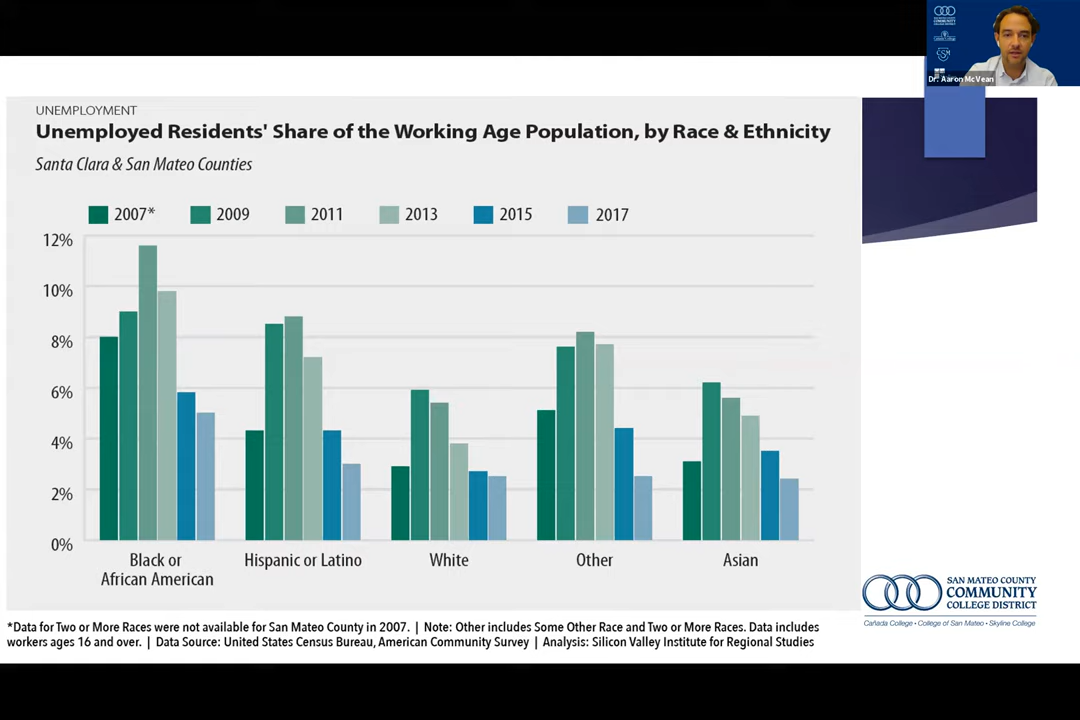 Dr. Aaron McVean
UNEMPLOYMENT
Unemployed Residents' Share of the Working Age Population, by Race & Ethnicity
Santa Clara & San Mateo Counties
2007* 2009 2011 2013 2015 2017
12%
10%
8%
6%
4%
2%
0%
Black or
African American
Hispanic or Latino
White
Other
Asian
SAN MATEO COUNTY
COMMUNITY
COLLEGE DISTRICT
Cañada College • College of San Mateo • Skyline College
*Data for Two or More Races were not available for San Mateo County in 2007. | Note: Other includes Some Other Race and Two or More Races. Data includes
workers ages 16 and over. | Data Source: United States Census Bureau, American Community Survey | Analysis: Silicon Valley Institute for Regional Studies